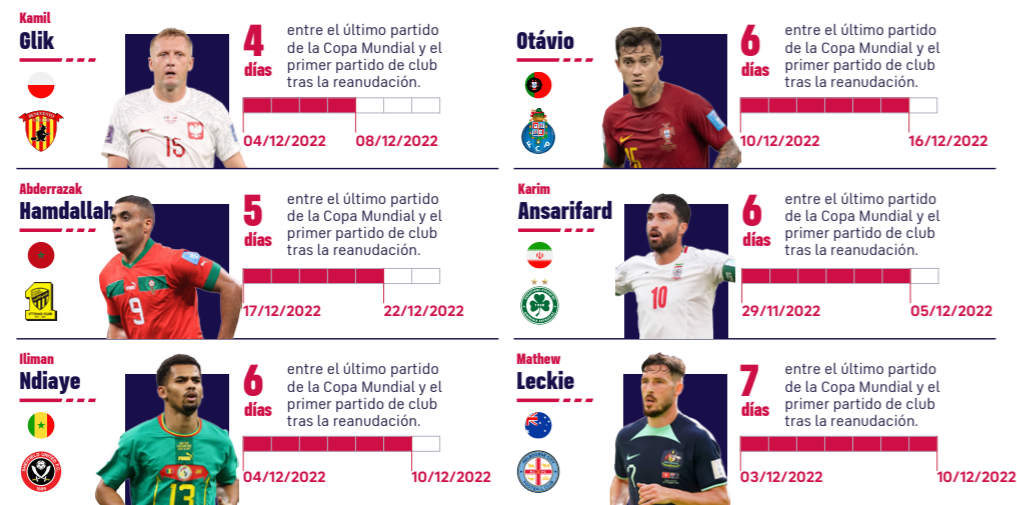 Kamil
Glik
4
días
entre el último partido
de la Copa Mundial y el
primer partido de club
tras la reanudación.
15
04/12/2022
08/12/2022
Otávio
6
días
entre el último partido
de la Copa Mundial y el
primer partido de club
tras la reanudación.
10/12/2022
16/12/2022
Abderrazak
Hamdallah
5
días
entre el último partido
de la Copa Mundial y el
primer partido de club
tras la reanudación.
9
17/12/2022
22/12/2022
Karim
Ansarifard
6
días
entre el último partido
de la Copa Mundial y el
primer partido de club
tras la reanudación.
10
29/11/2022
05/12/2022
Iliman
Ndiaye
6
días
entre el último partido
de la Copa Mundial y el
primer partido de club
tras la reanudación.
13
04/12/2022
10/12/2022
Mathew
Leckie
7
días
entre el último partido
de la Copa Mundial y el
primer partido de club
tras la reanudación.
03/12/2022
10/12/2022